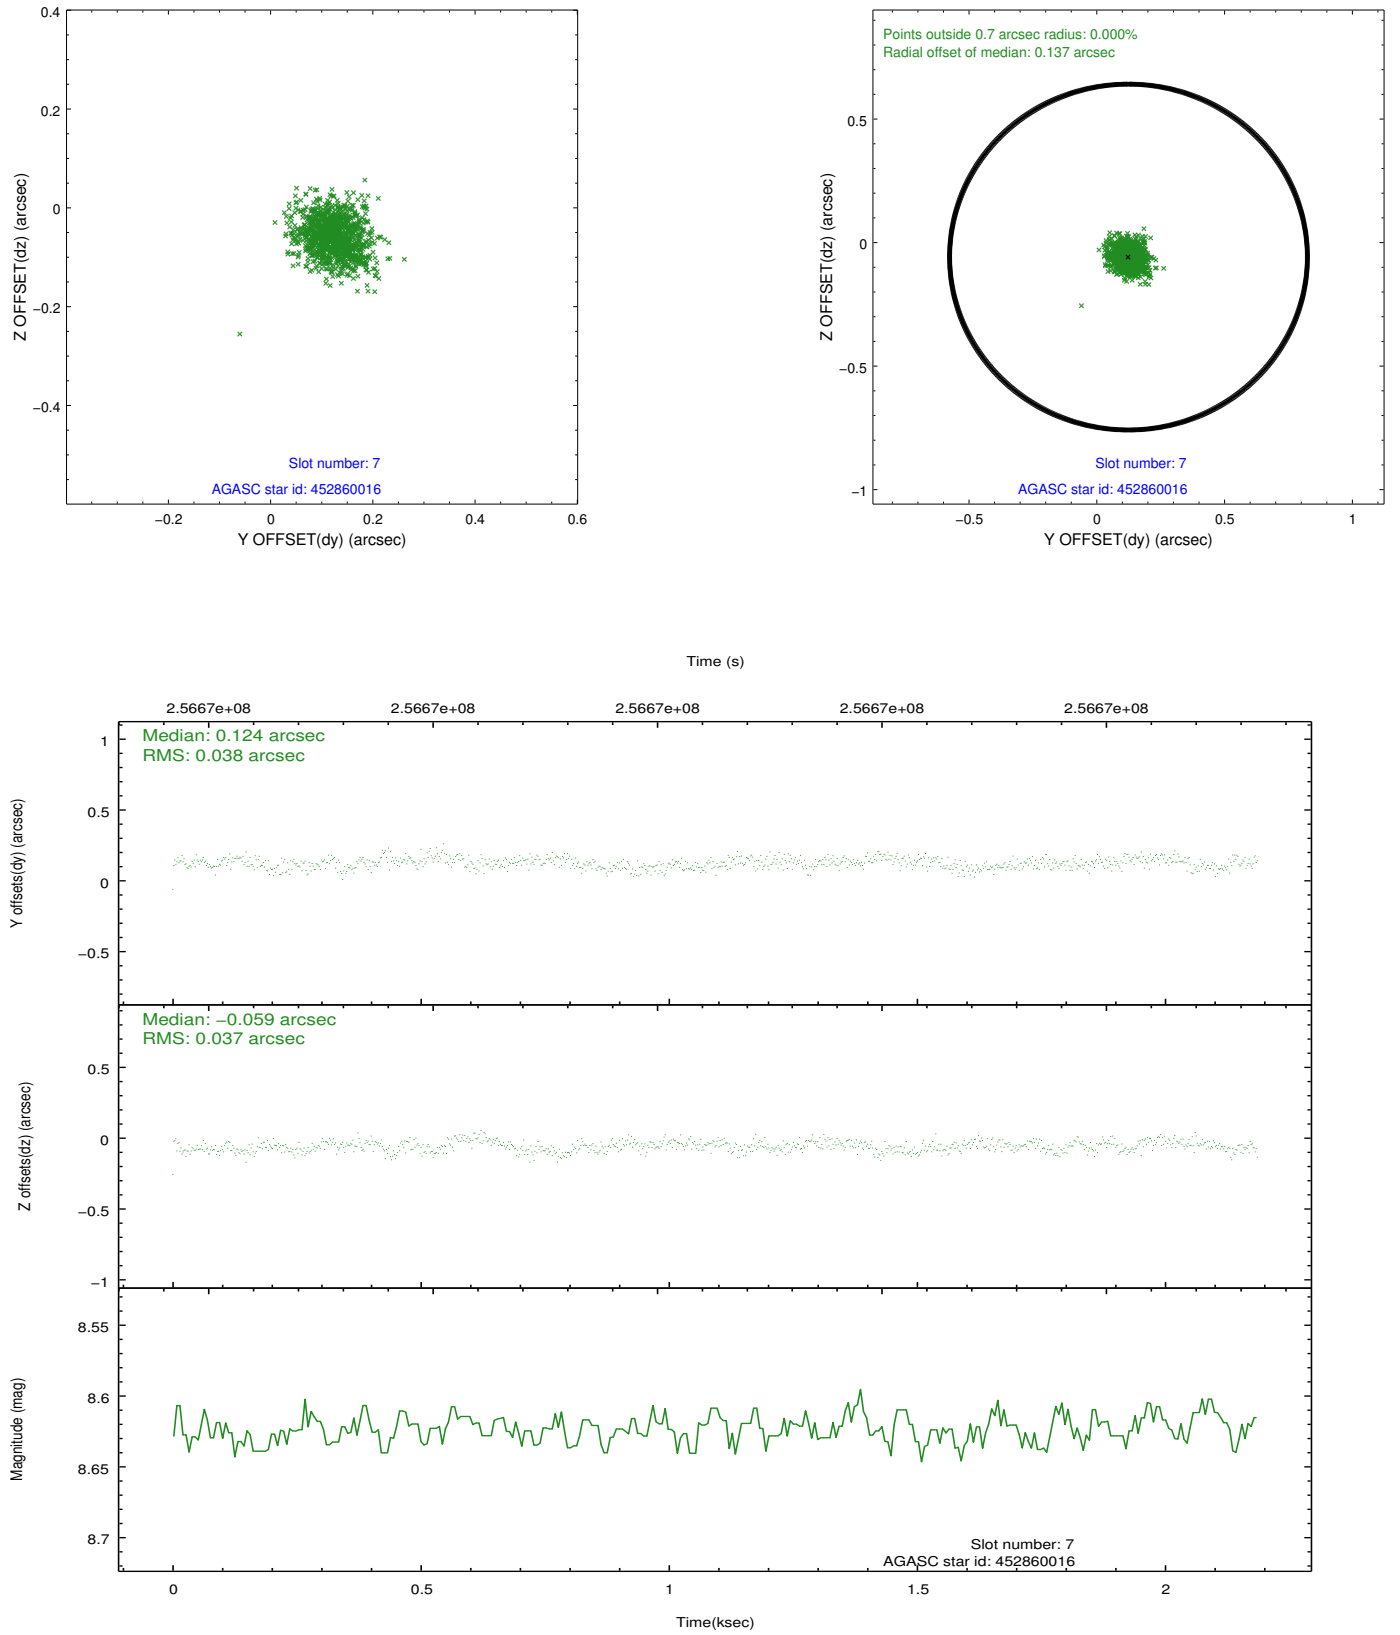 0.4
0.2
0
−0.2
−0.4
Z OFFSET(dz) (arcsec)
Slot number: 7
AGASC star id: 452860016
−0.2 0 0.2 0.4 0.6
Y OFFSET(dy) (arcsec)
Points outside 0.7 arcsec radius: 0.000%
Radial offset of median: 0.137 arcsec
0.5
0
−0.5
−1
Z OFFSET(dz) (arcsec)
Slot number: 7
AGASC star id: 452860016
−0.5 0 0.5 1
Y OFFSET(dy) (arcsec)
Time (s)
2.5667e+08 2.5667e+08 2.5667e+08 2.5667e+08 2.5667e+08
Median: 0.124 arcsec
RMS: 0.038 arcsec
1
0.5
0
−0.5
Y offsets(dy) (arcsec)
Median: −0.059 arcsec
RMS: 0.037 arcsec
0.5
0
−0.5
−1
Z offsets(dz) (arcsec)
8.55
8.6
8.65
8.7
Magnitude (mag)
Slot number: 7
AGASC star id: 452860016
0 0.5 1 1.5 2
Time(ksec)